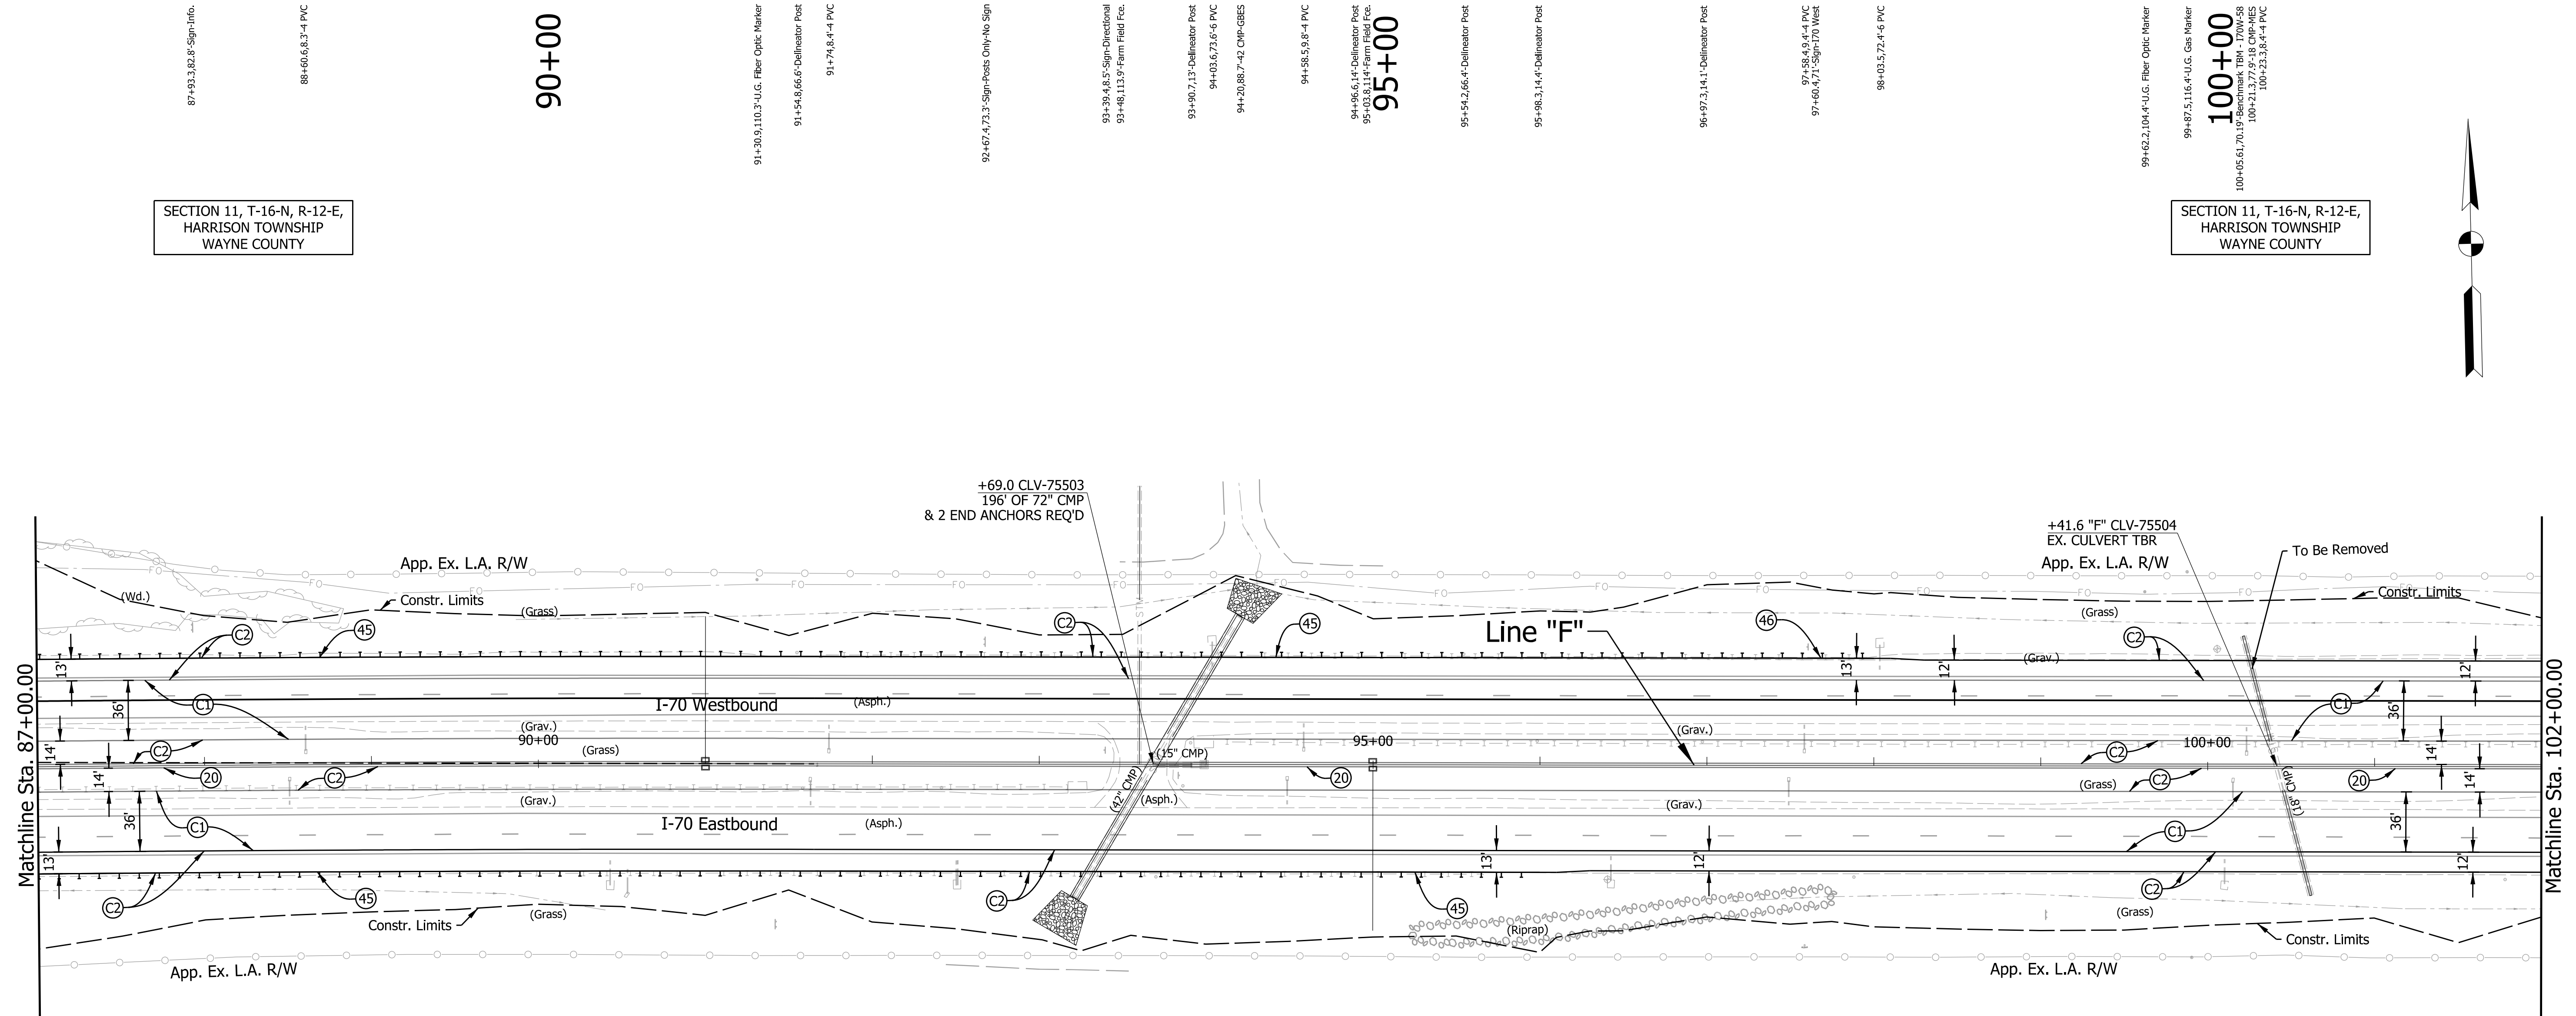 87+93.3,82.8'-Sign-Info.
88+60.6,8.3'-4 PVC
90+00
91+30.9,110.3'-U.G. Fiber Optic Marker
91+54.8,66.6'-Delineator Post
91+74,8.4'-4 PVC
92+67.4,73.3'-Sign-Posts Only-No Sign
93+39.4,8.5'-Sign-Directional
93+48,113.9'-Farm Field Fce.
93+90.7,13'-Delineator Post
94+03.6,73.6'-6 PVC
94+20,88.7'-42 CMP-GBES
94+58.5,9.8'-4 PVC
94+96.6,14'-Delineator Post
95+03.8,114'-Farm Field Fce.
95+00
95+54.2,66.4'-Delineator Post
95+98.3,14.4'-Delineator Post
96+97.3,14.1'-Delineator Post
97+58.4,9.4'-4 PVC
97+60.4,71'-Sign-I70 West
98+03.5,72.4'-6 PVC
99+62.2,104.4'-U.G. Fiber Optic Marker
99+87.5,116.4'-U.G. Gas Marker
100+00
100+05.61,70.19'-Benchmark TBM - I70W-58
100+21.3,77.9'-18 CMP-MES
100+23.3,8.4'-4 PVC
SECTION 11, T-16-N, R-12-E,
HARRISON TOWNSHIP
WAYNE COUNTY
SECTION 11, T-16-N, R-12-E,
HARRISON TOWNSHIP
WAYNE COUNTY
+69.0 CLV-75503
196' OF 72" CMP
& 2 END ANCHORS REQ'D
+41.6 "F" CLV-75504
EX. CULVERT TBR
To Be Removed
App. Ex. L.A. R/W
App. Ex. L.A. R/W
FO
FO
FO
FO
FO
FO
FO
FO
FO
FO
(Wd.)
Constr. Limits
(Grass)
(Grass)
Constr. Limits
C2
45
C2
45
Line "F"
46
C2
(Grav.)
13'
13'
12'
12'
C1
36'
I-70 Westbound
(Asph.)
C1
36'
(Grav.)
(Grav.)
90+00
95+00
100+00
14'
C2
(Grass)
(15" CMP)
C2
14'
14'
20
C2
(42" CMP)
20
(Grass)
C2
20
14'
(Grav.)
(Asph.)
(Grav.)
(18" CMP)
36'
C1
I-70 Eastbound
(Asph.)
C1
36'
13'
13'
12'
12'
C2
45
C2
45
C2
Constr. Limits
(Grass)
(Riprap)
(Grass)
Constr. Limits
App. Ex. L.A. R/W
App. Ex. L.A. R/W
Matchline Sta. 87+00.00
Matchline Sta. 102+00.00